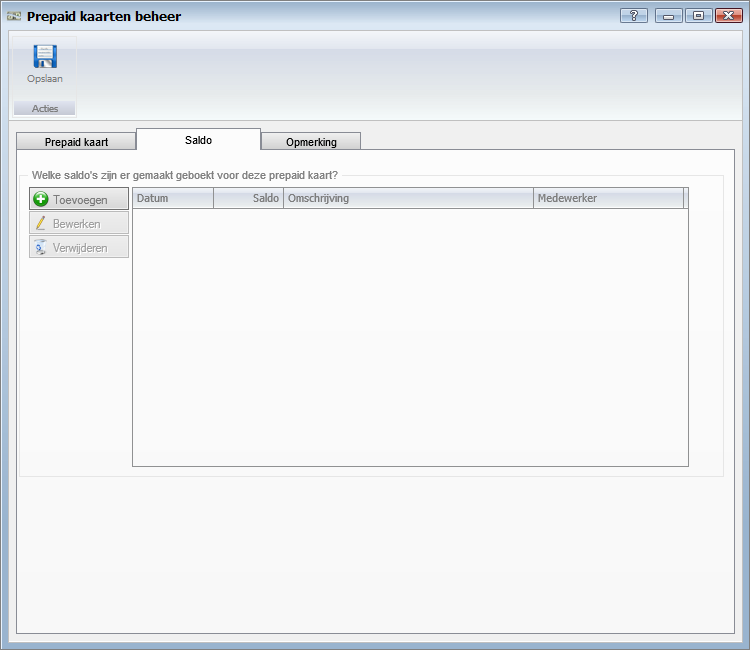 Prepaid kaarten beheer
Opslaan
Acties
Prepaid kaart Saldo Opmerking
Welke saldo's zijn er gemaakt geboekt voor deze prepaid kaart?
Toevoegen
Bewerken
Verwijderen
Datum Saldo Omschrijving Medewerker